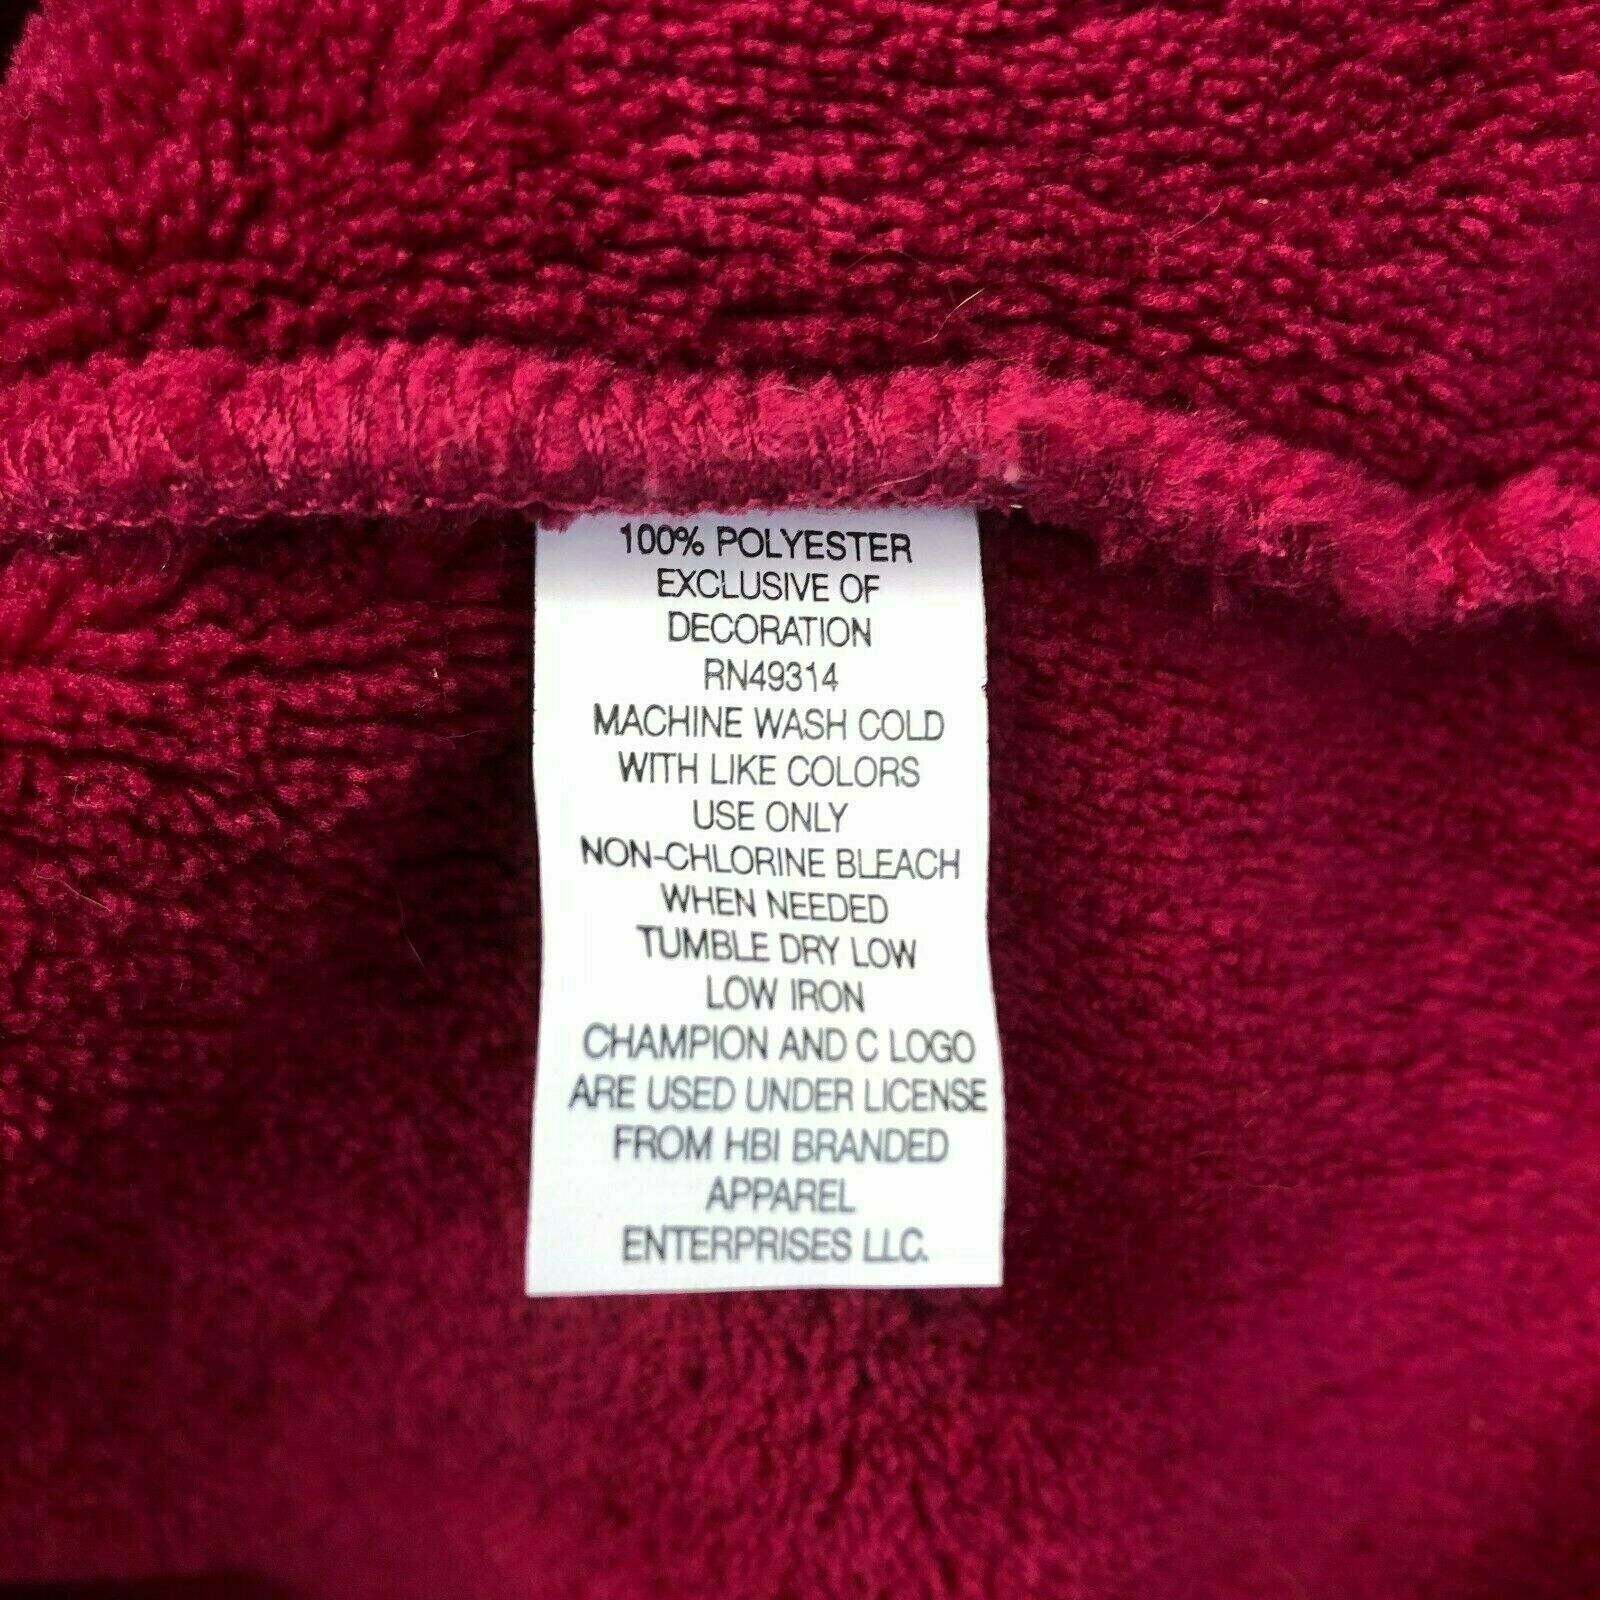 100% POLYESTER
EXCLUSIVE OF
DECORATION
RN49314
MACHINE WASH COLD
WITH LIKE COLORS
USE ONLY
NON-CHLORINE BLEACH
WHEN NEEDED
TUMBLE DRY LOW
LOW IRON
CHAMPION AND C LOGO
ARE USED UNDER LICENSE
FROM HBI BRANDED
APPAREL
ENTERPRISES LLC.